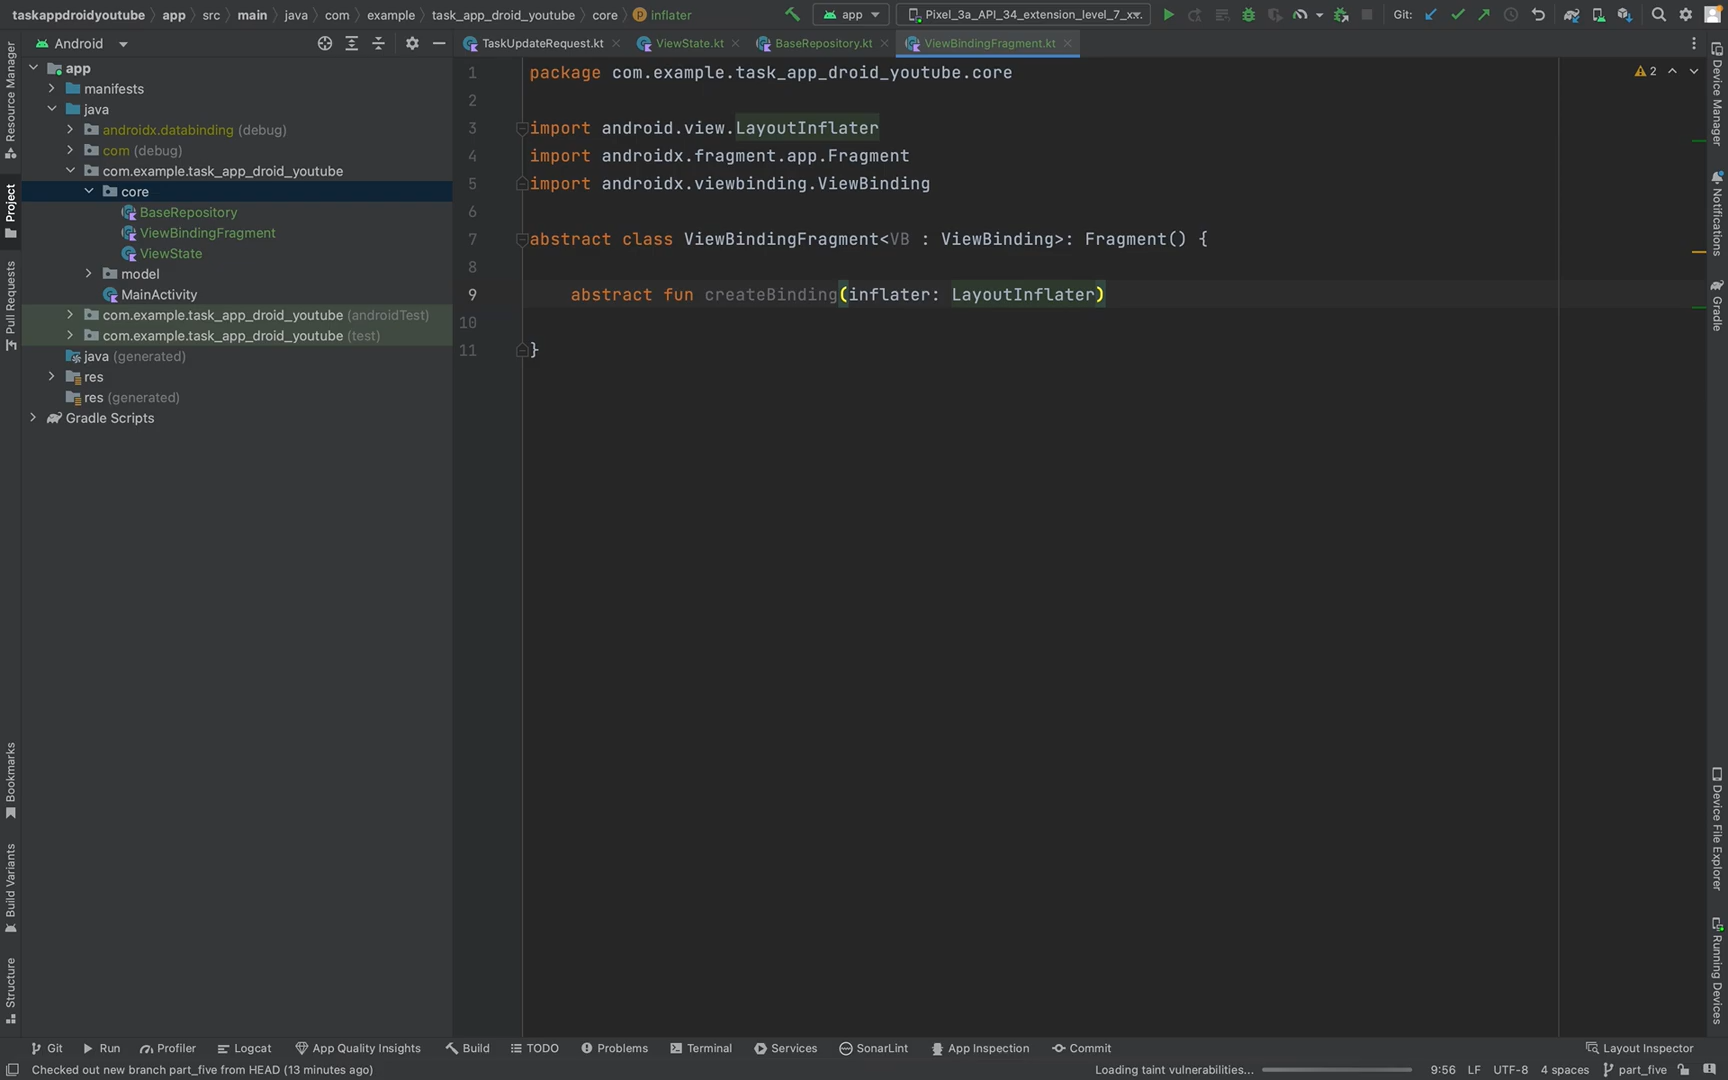 taskappdroidyoutube app src main java com example task_app_droid_youtube core inflater
app Pixel_3a_API_34_extension_level_7_x... Git:
Android
TaskUpdateRequest.kt ViewState.kt BaseRepository.kt ViewBindingFragment.kt
Resource Manager
Project
Pull Requests
Bookmarks
Build Variants
Structure
app
manifests
java
androidx.databinding (debug)
com (debug)
com.example.task_app_droid_youtube
core
BaseRepository
ViewBindingFragment
ViewState
model
MainActivity
com.example.task_app_droid_youtube (androidTest)
com.example.task_app_droid_youtube (test)
java (generated)
res
res (generated)
Gradle Scripts
1 package com.example.task_app_droid_youtube.core
2
3 import android.view.LayoutInflater
4 import androidx.fragment.app.Fragment
5 import androidx.viewbinding.ViewBinding
6
7 abstract class ViewBindingFragment<VB : ViewBinding>: Fragment() {
8
9 abstract fun createBinding(inflater: LayoutInflater)
10
11 }
2
Device Manager
Notifications
Gradle
Device File Explorer
Running Devices
Git Run Profiler Logcat App Quality Insights Build TODO Problems Terminal Services SonarLint App Inspection Commit Layout Inspector
Checked out new branch part_five from HEAD (13 minutes ago) Loading taint vulnerabilities... 9:56 LF UTF-8 4 spaces part_five